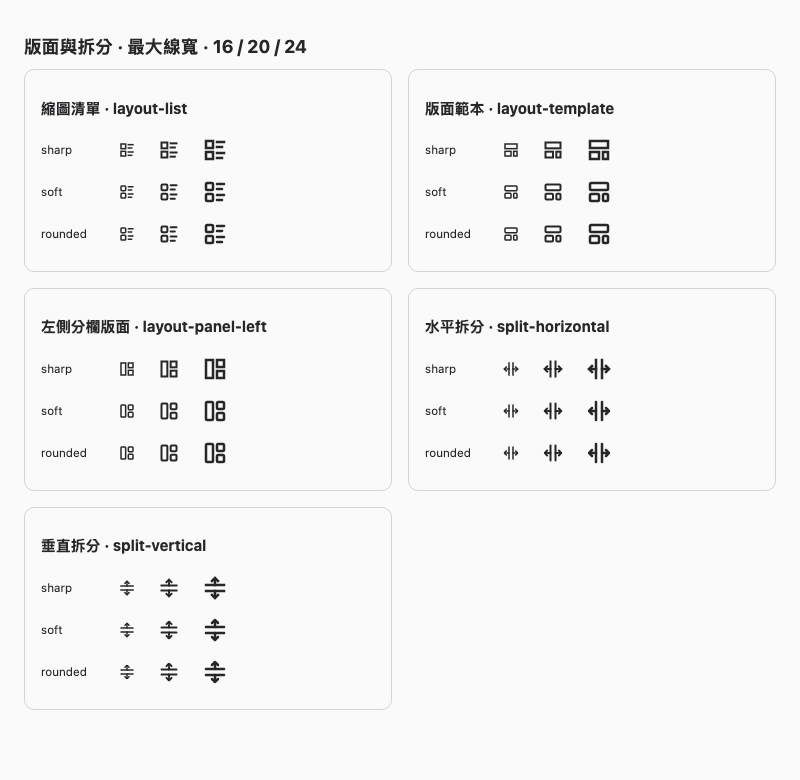 版面與拆分 · 最大線寬 · 16 / 20 / 24
縮圖清單 · layout-list
sharp
soft
rounded
版面範本 · layout-template
sharp
soft
rounded
左側分欄版面 · layout-panel-left
sharp
soft
rounded
水平拆分 · split-horizontal
sharp
soft
rounded
垂直拆分 · split-vertical
sharp
soft
rounded